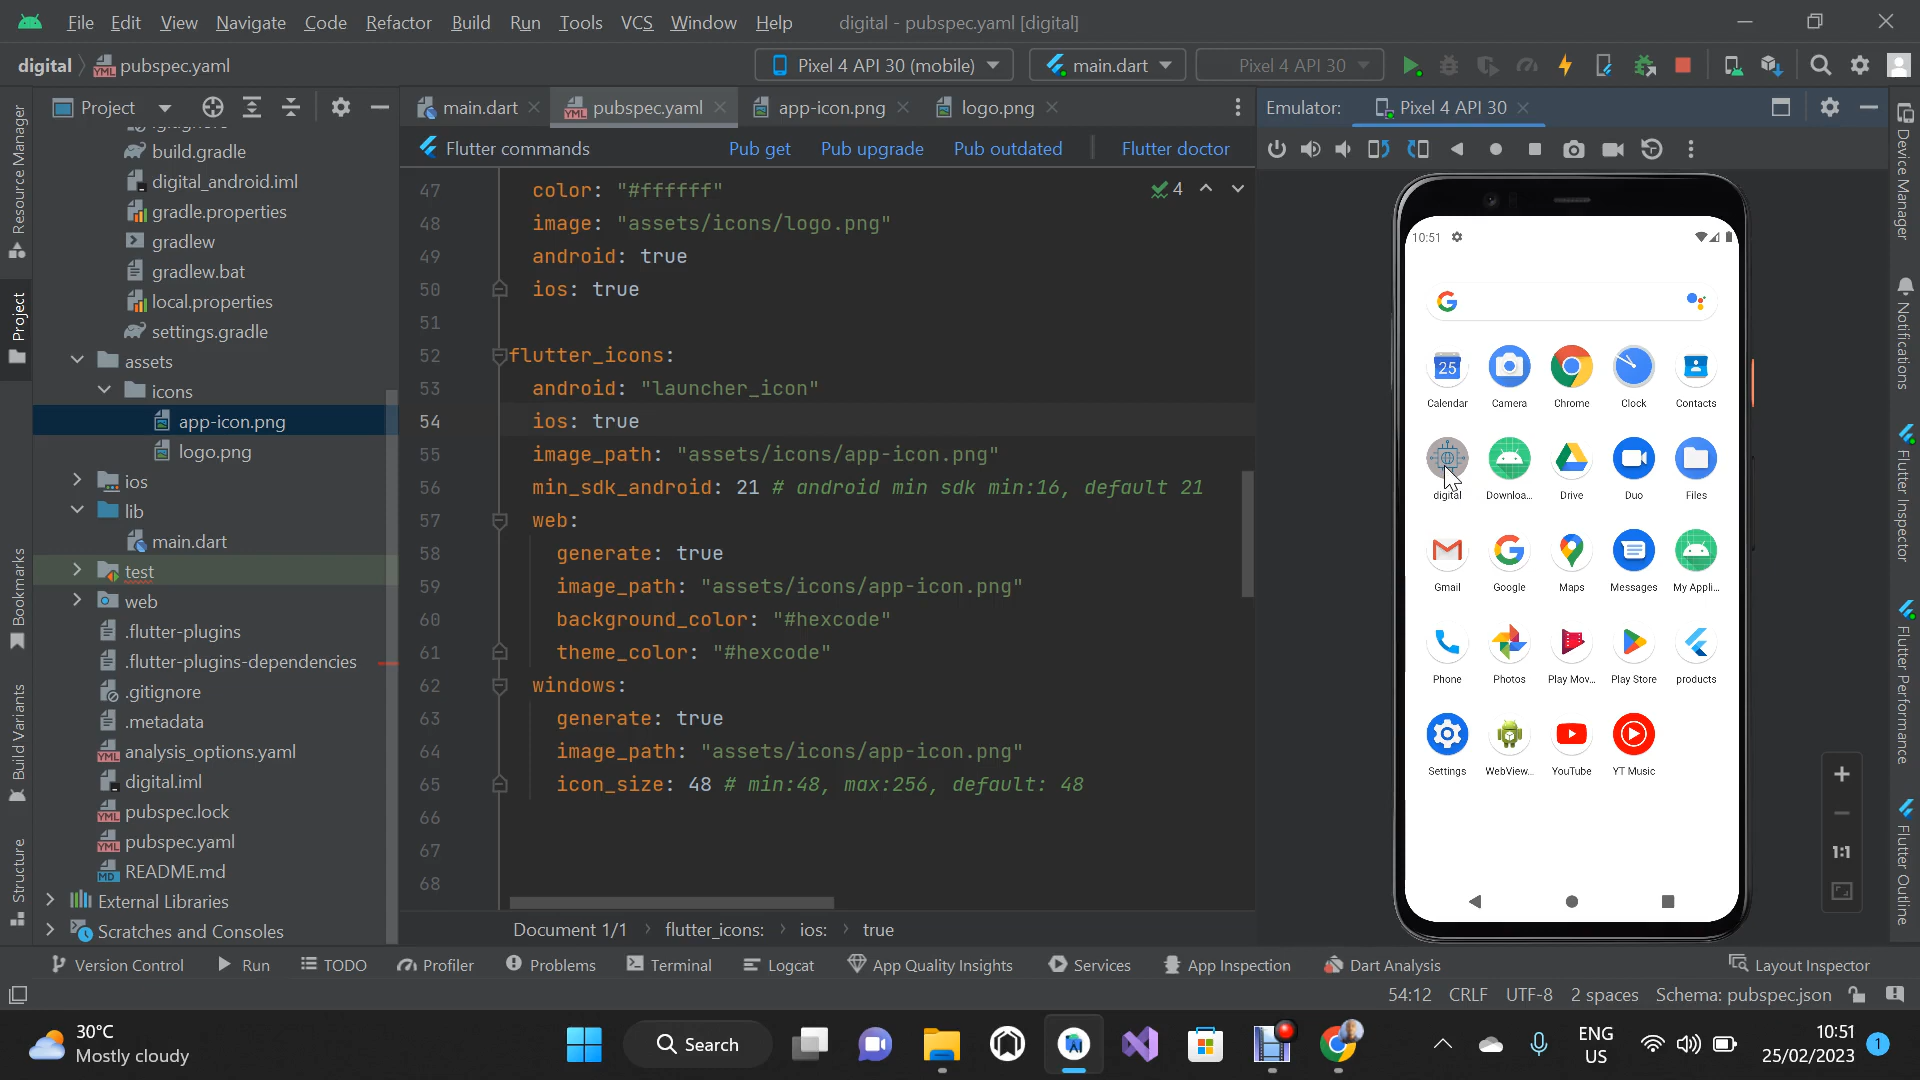 File Edit View Navigate Code Refactor Build Run Tools VCS Window Help digital - pubspec.yaml [digital]
digital pubspec.yaml Pixel 4 API 30 (mobile) main.dart Pixel 4 API 30
Project main.dart pubspec.yaml app-icon.png logo.png Emulator: Pixel 4 API 30
Flutter commands Pub get Pub upgrade Pub outdated Flutter doctor
Resource Manager
Project
Bookmarks
Build Variants
Structure
build.gradle
digital_android.iml
gradle.properties
gradlew
gradlew.bat
local.properties
settings.gradle
assets
icons
app-icon.png
logo.png
ios
lib
main.dart
test
web
.flutter-plugins
.flutter-plugins-dependencies
.gitignore
.metadata
analysis_options.yaml
digital.iml
pubspec.lock
pubspec.yaml
README.md
External Libraries
Scratches and Consoles
4
47 color: "#ffffff"
48 image: "assets/icons/logo.png"
49 android: true
50 ios: true
51
52 flutter_icons:
53 android: "launcher_icon"
54 ios: true
55 image_path: "assets/icons/app-icon.png"
56 min_sdk_android: 21 # android min sdk min:16, default 21
57 web:
58 generate: true
59 image_path: "assets/icons/app-icon.png"
60 background_color: "#hexcode"
61 theme_color: "#hexcode"
62 windows:
63 generate: true
64 image_path: "assets/icons/app-icon.png"
65 icon_size: 48 # min:48, max:256, default: 48
66
67
68
Document 1/1 flutter_icons: ios: true
10:51
25
Calendar Camera Chrome Clock Contacts
digital Downloa... Drive Duo Files
Gmail Google Maps Messages My Appli...
Phone Photos Play Mov... Play Store products
Settings WebView... YouTube YT Music
1:1
Device Manager
Notifications
Flutter Inspector
Flutter Performance
Flutter Outline
Version Control Run TODO Profiler Problems Terminal Logcat App Quality Insights Services App Inspection Dart Analysis Layout Inspector
54:12 CRLF UTF-8 2 spaces Schema: pubspec.json
30°C
Mostly cloudy
Search
ENG
US
10:51
25/02/2023
1